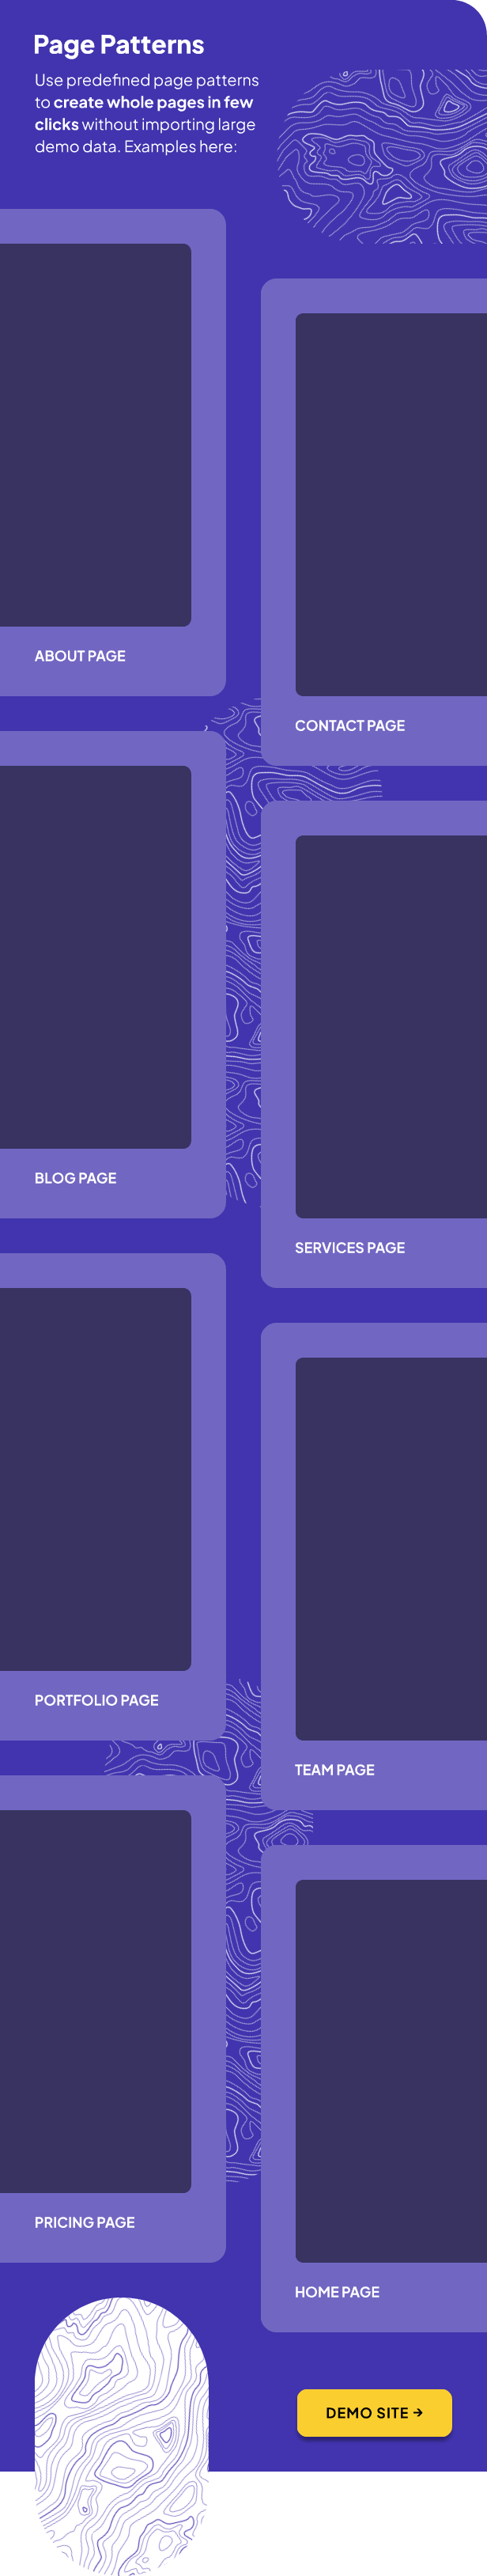 Page Patterns
Use predefined page patterns
to create whole pages in few
clicks without importing large
demo data. Examples here:
ABOUT PAGE
CONTACT PAGE
BLOG PAGE
SERVICES PAGE
PORTFOLIO PAGE
TEAM PAGE
PRICING PAGE
HOME PAGE
DEMO SITE →